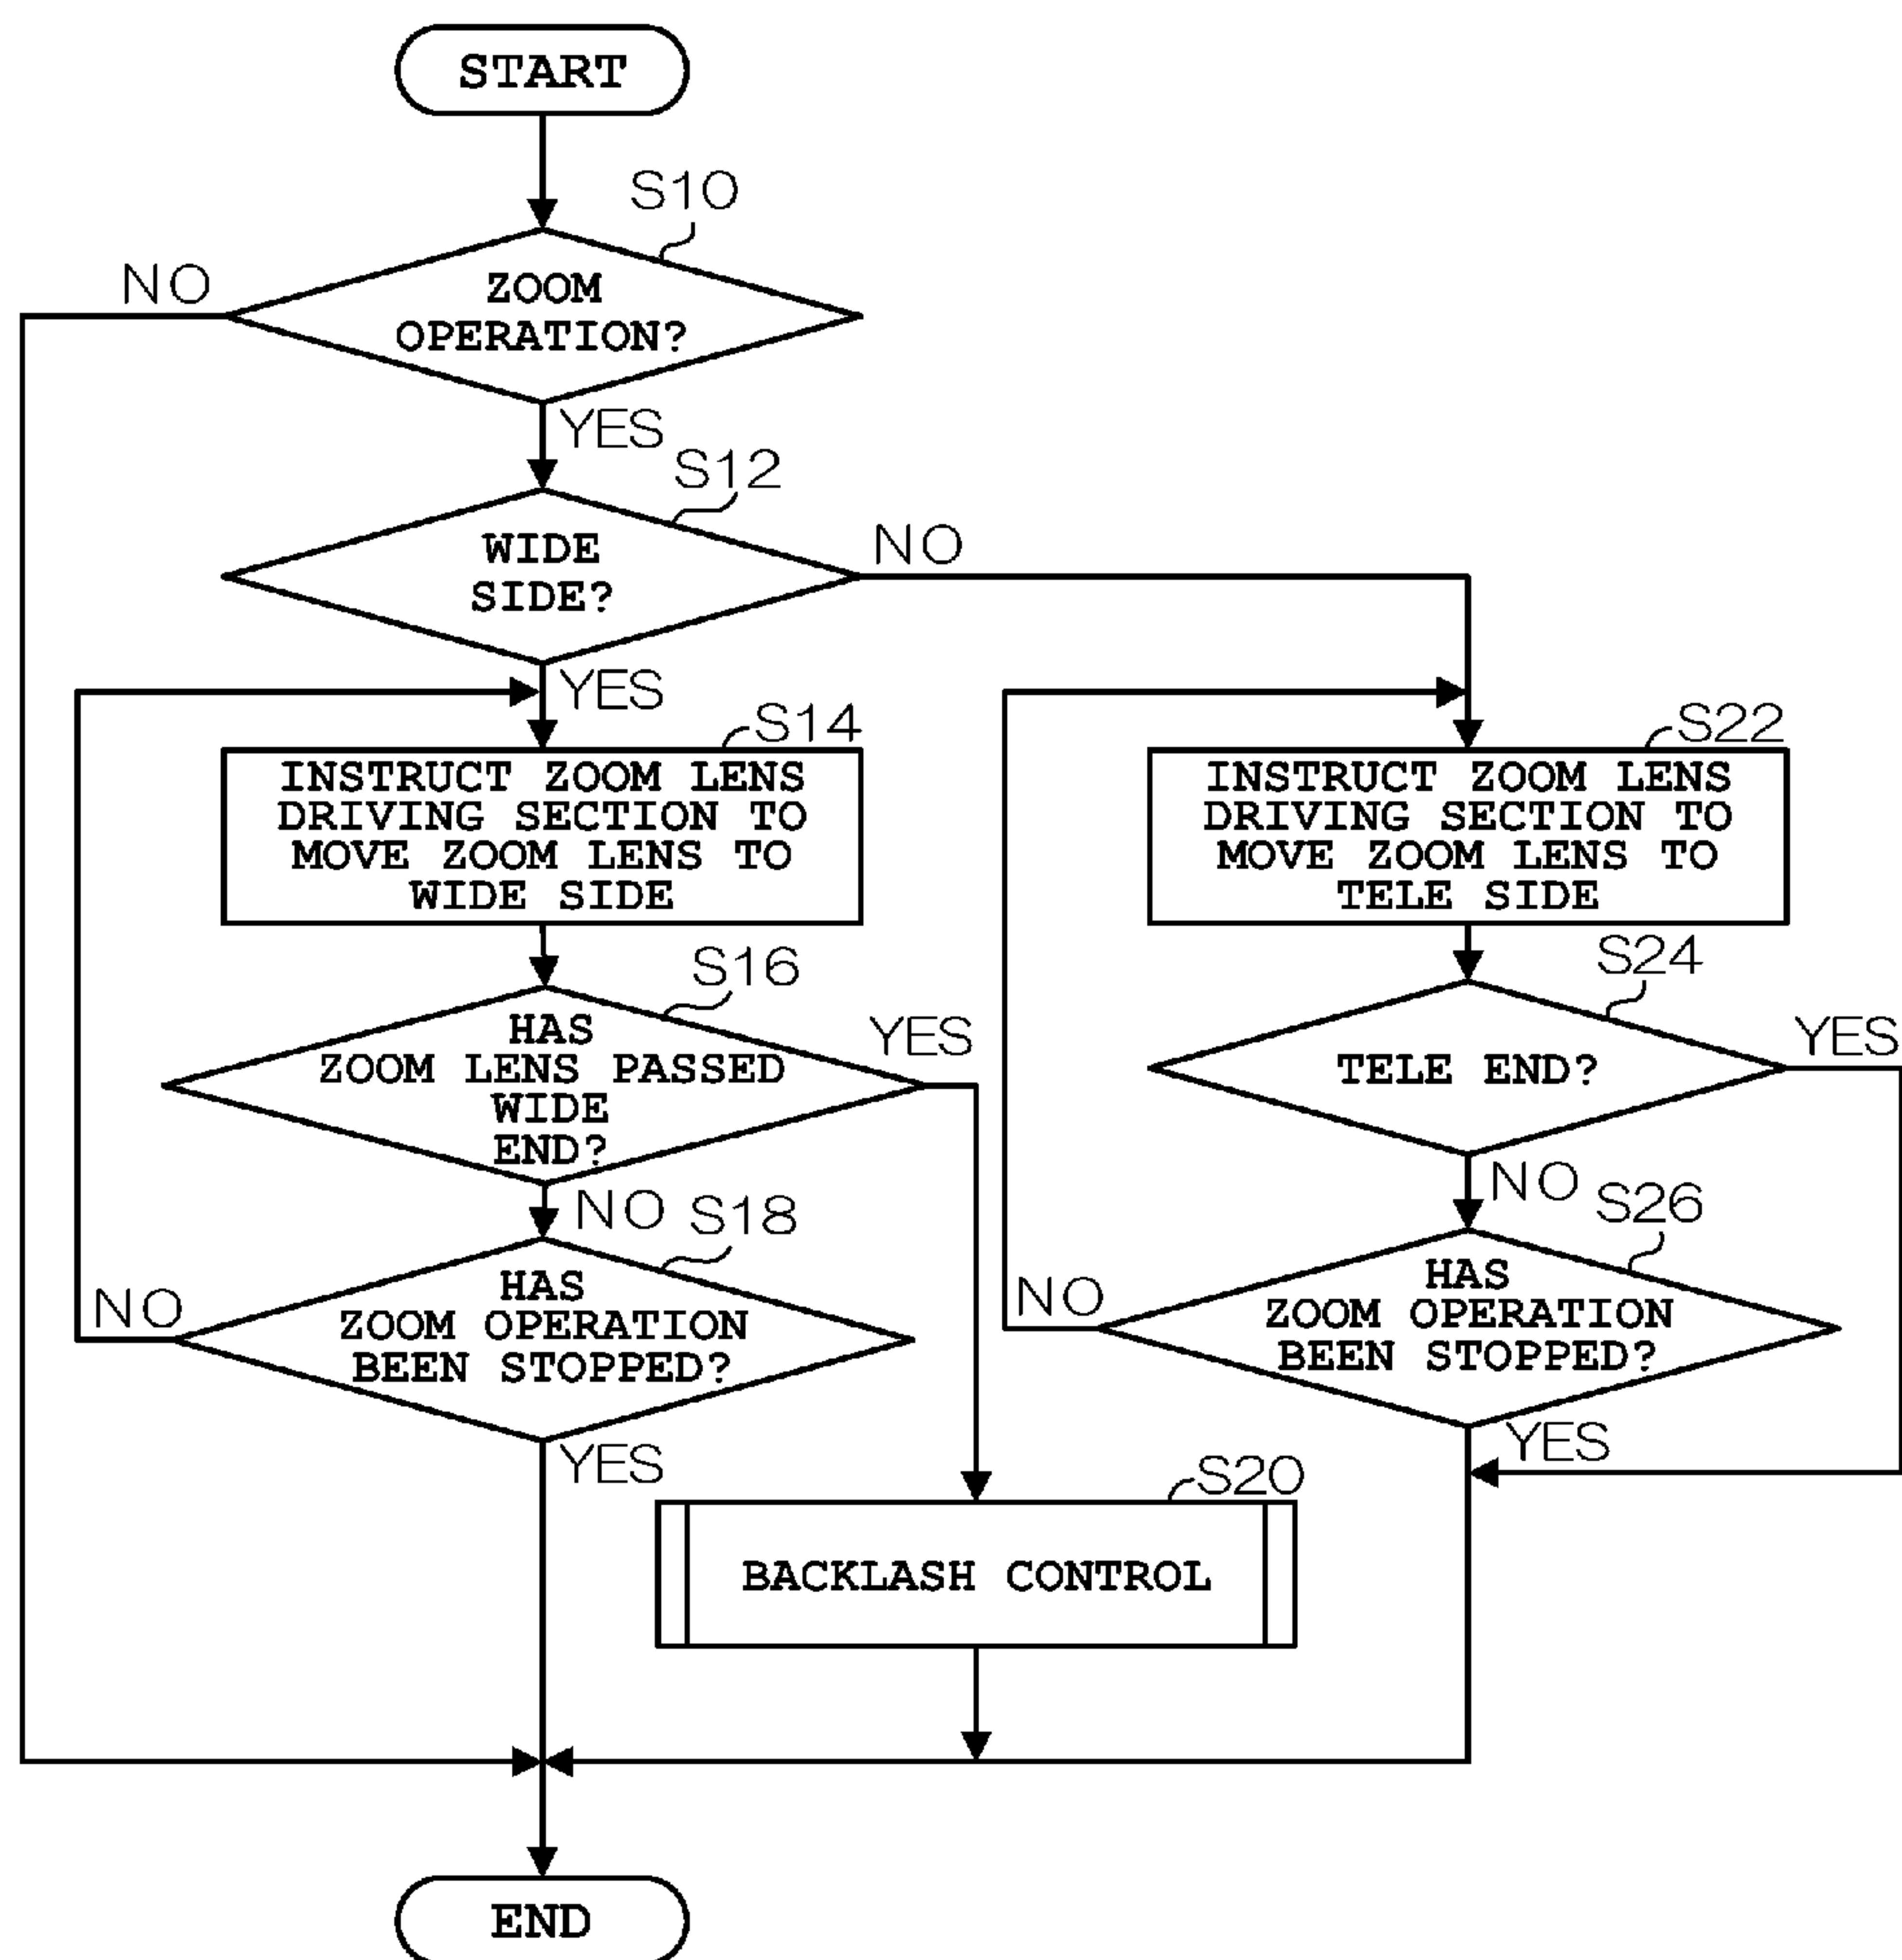 START
S10
NO
ZOOM
OPERATION?
YES
S12
WIDE
SIDE?
NO
YES
S14
INSTRUCT ZOOM LENS
DRIVING SECTION TO
MOVE ZOOM LENS TO
WIDE SIDE
S16
HAS
ZOOM LENS PASSED
WIDE
END?
YES
NO
S18
HAS
ZOOM OPERATION
BEEN STOPPED?
NO
YES
S20
BACKLASH CONTROL
S22
INSTRUCT ZOOM LENS
DRIVING SECTION TO
MOVE ZOOM LENS TO
TELE SIDE
S24
TELE END?
YES
NO
S26
HAS
ZOOM OPERATION
BEEN STOPPED?
NO
YES
END